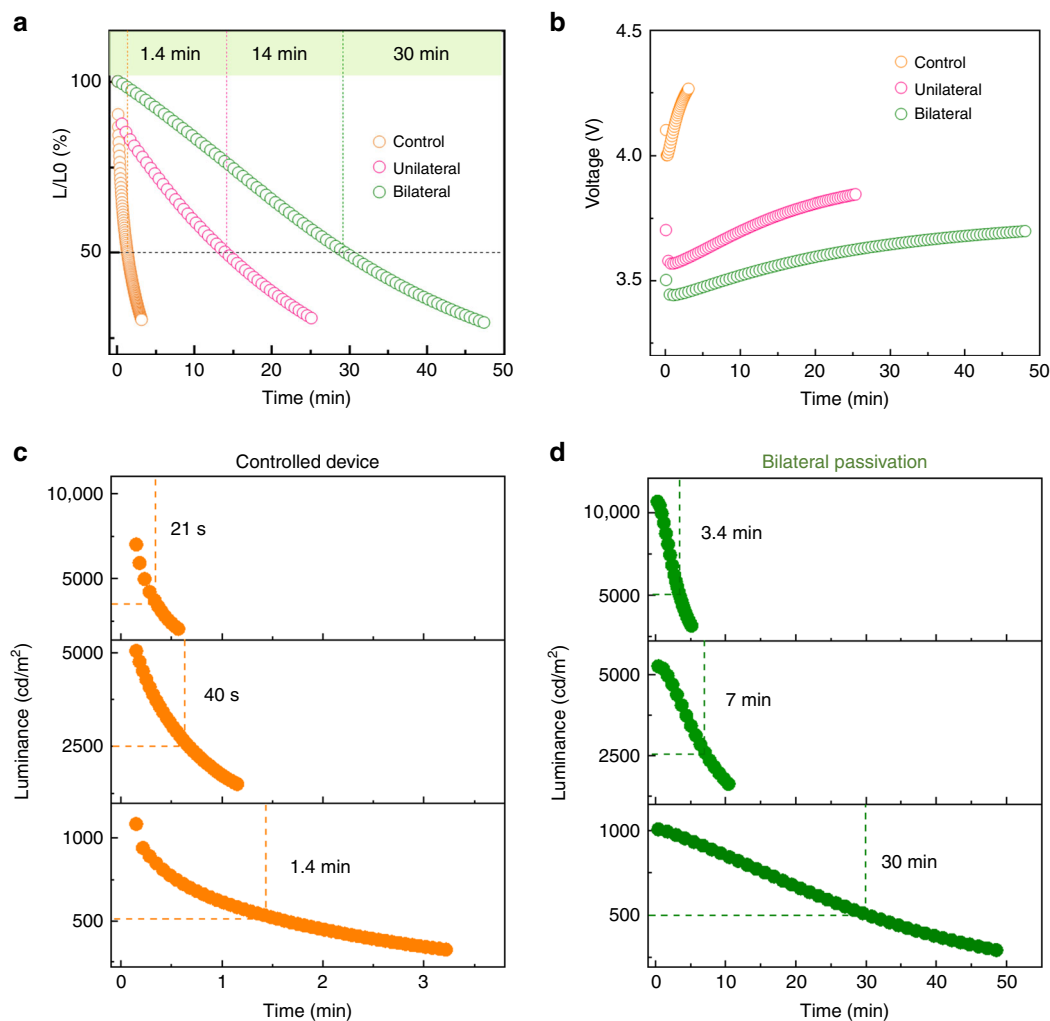 a
1.4 min 14 min 30 min
100
50
L/L0 (%)
Control
Unilateral
Bilateral
0 10 20 30 40 50
Time (min)
b
4.5
4.0
3.5
Voltage (V)
Control
Unilateral
Bilateral
0 10 20 30 40 50
Time (min)
c
Controlled device
10,000
5000
21 s
5000
2500
40 s
1000
500
1.4 min
Luminance (cd/m²)
0 1 2 3
Time (min)
d
Bilateral passivation
10,000
5000
3.4 min
5000
2500
7 min
1000
500
30 min
Luminance (cd/m²)
0 10 20 30 40 50
Time (min)